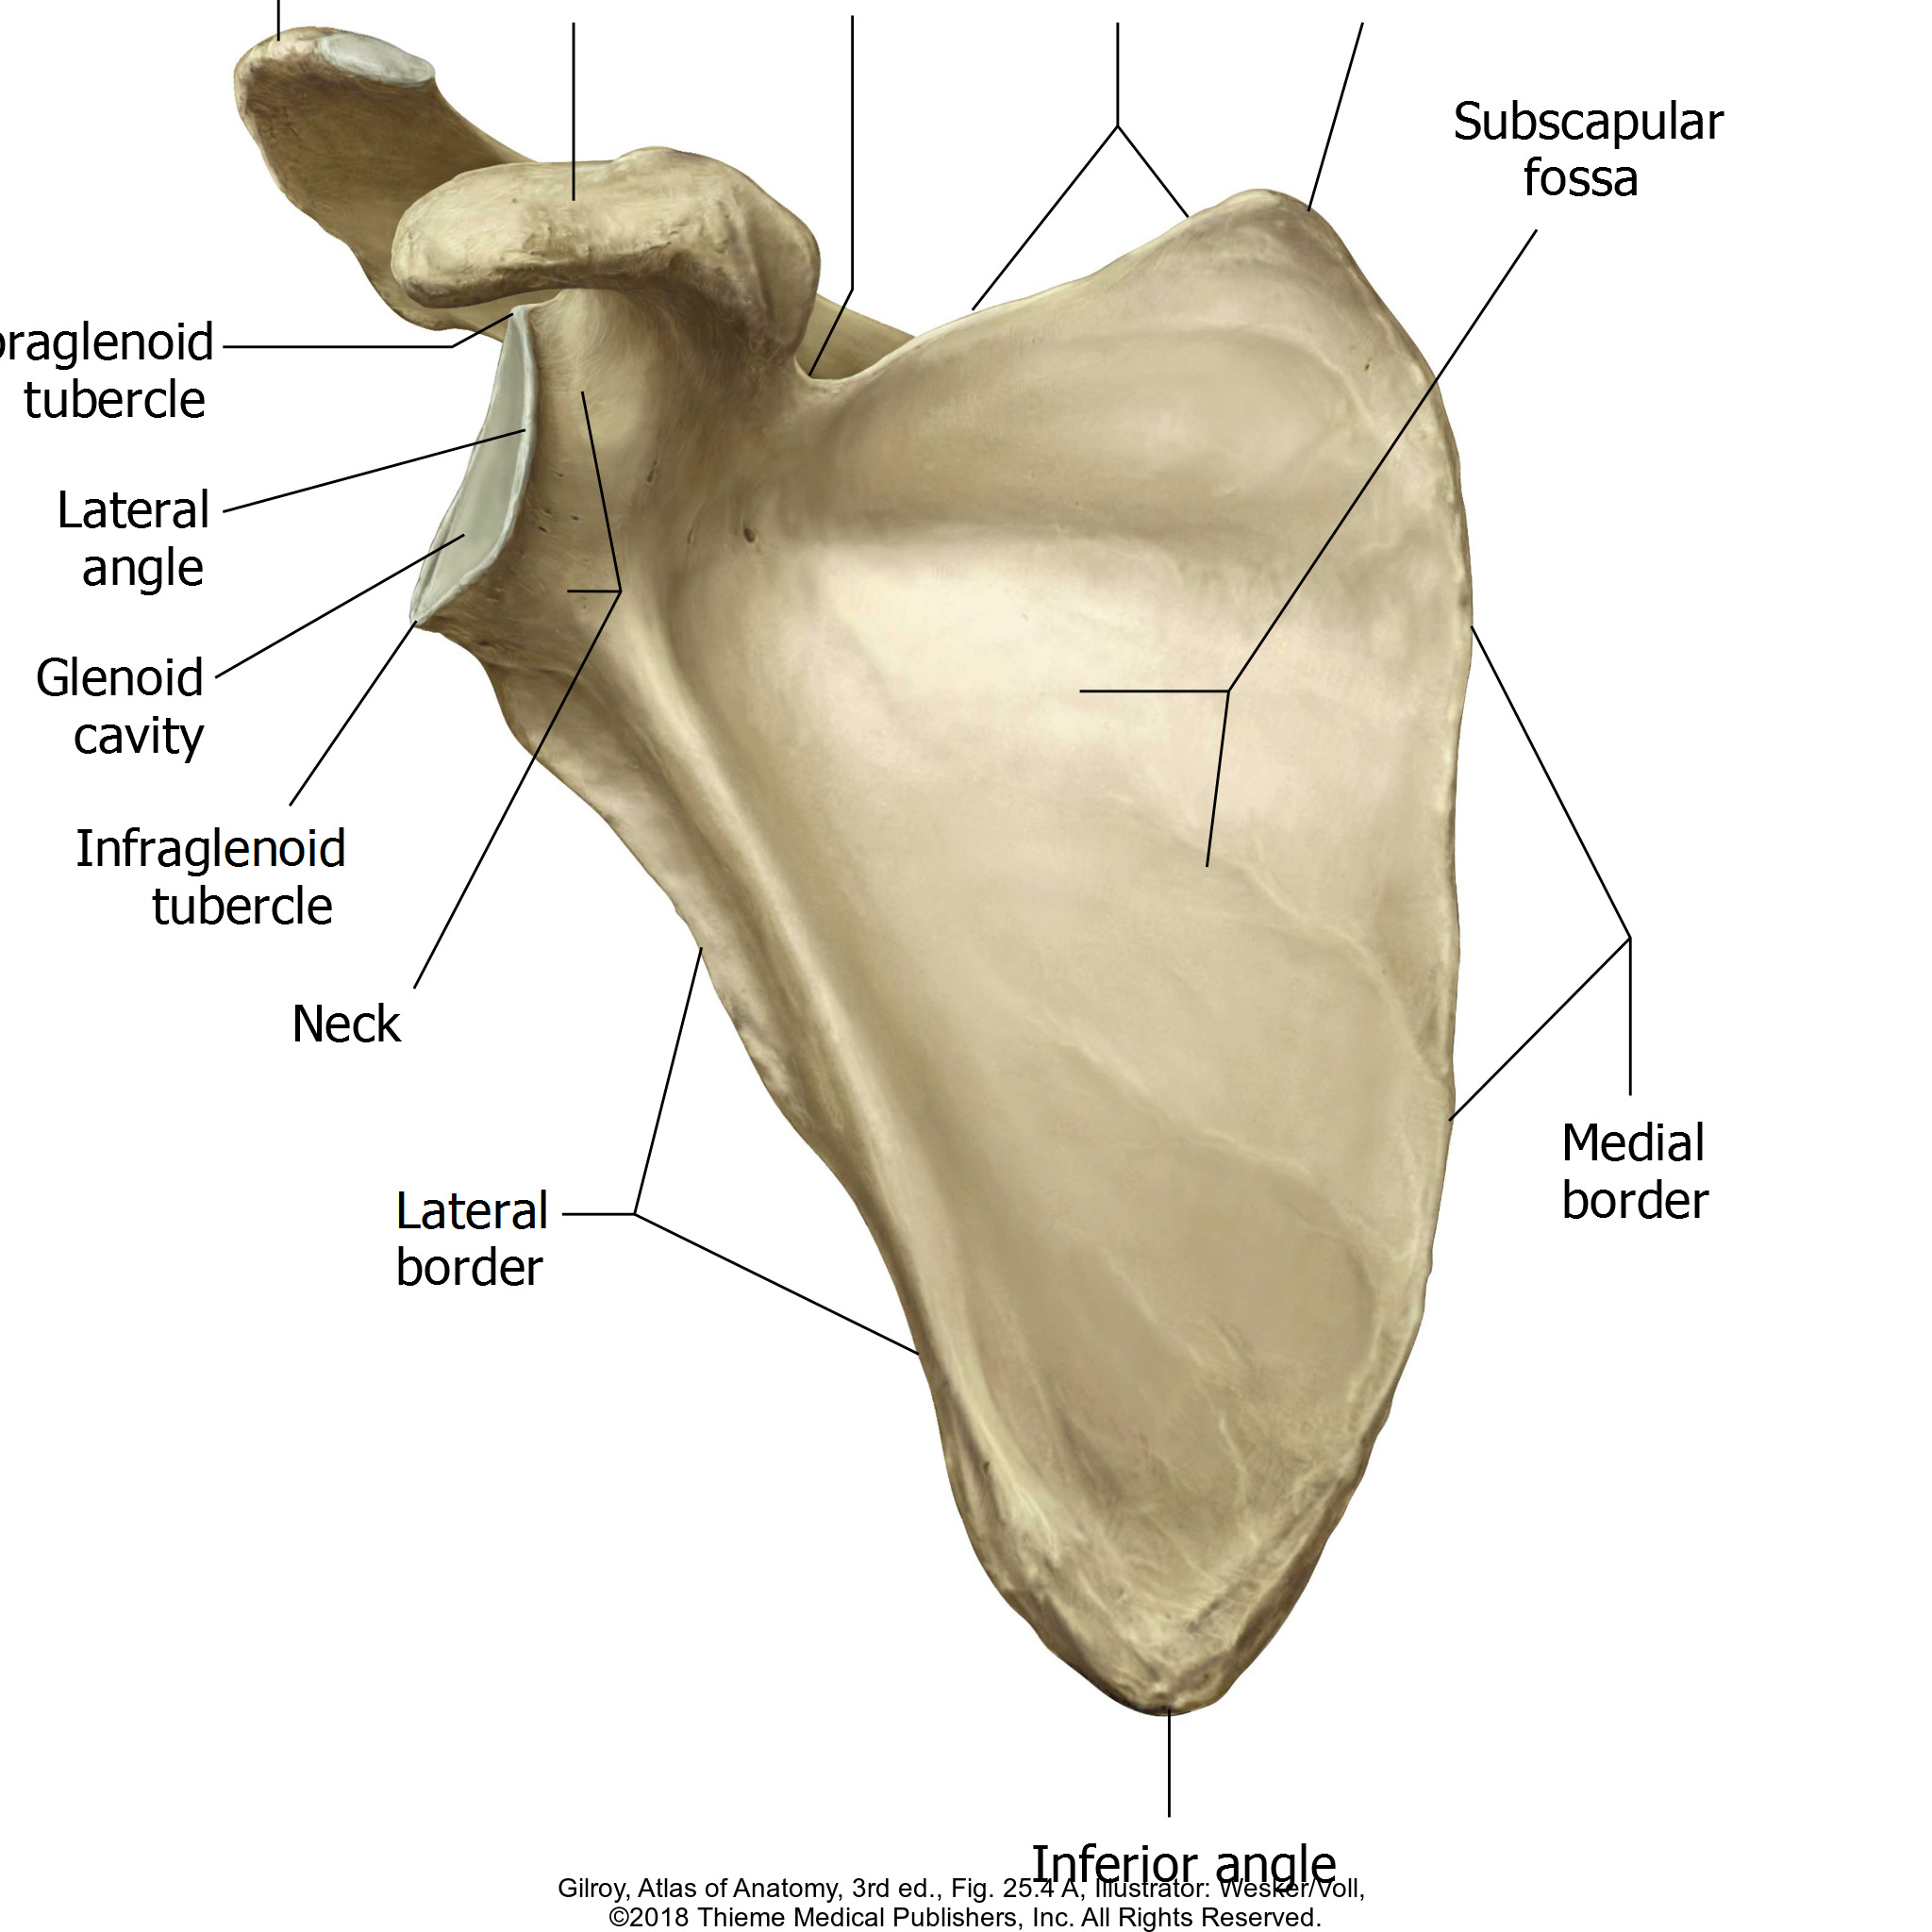 Subscapular
fossa
praglenoid
tubercle
Lateral
angle
Glenoid
cavity
Infraglenoid
tubercle
Neck
Lateral
border
Medial
border
Inferior angle
Gilroy, Atlas of Anatomy, 3rd ed., Fig. 25.4 A, Illustrator: Wesker/Voll,
©2018 Thieme Medical Publishers, Inc. All Rights Reserved.